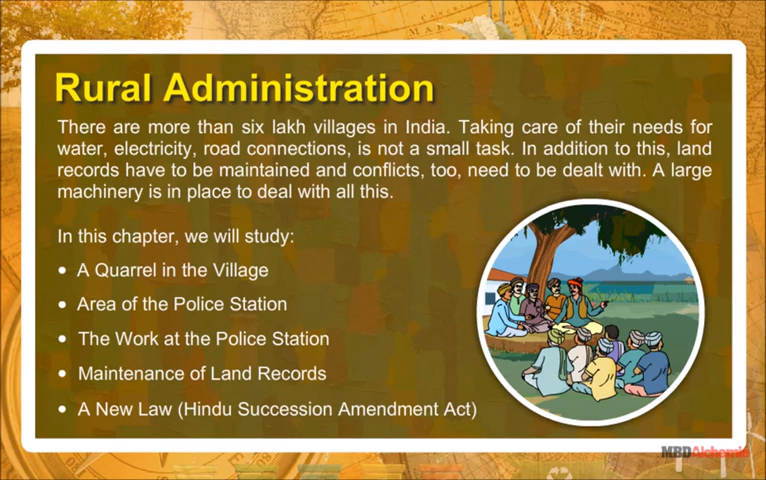 Rural Administration
There are more than six lakh villages in India. Taking care of their needs for
water, electricity, road connections, is not a small task. In addition to this, land
records have to be maintained and conflicts, too, need to be dealt with. A large
machinery is in place to deal with all this.
In this chapter, we will study:
• A Quarrel in the Village
• Area of the Police Station
• The Work at the Police Station
• Maintenance of Land Records
• A New Law (Hindu Succession Amendment Act)
MBDAlchemie